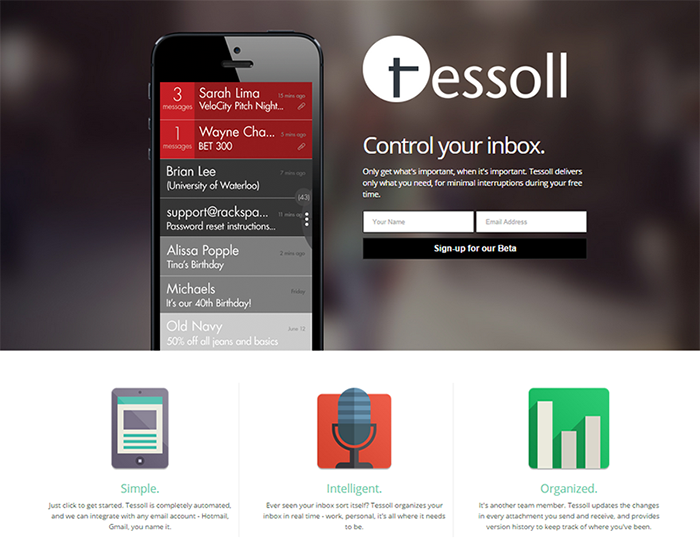 3
messages
Sarah Lima
15 mins ago
VeloCity Pitch Night...
1
messages
Wayne Cha...
5 mins ago
BET 300
Brian Lee
7 mins ago
(University of Waterloo)
(43)
support@rackspa...
11 mins ago
Password reset instructions...
Alissa Popple
2 mins ago
Tina's Birthday
Michaels
Friday
It's our 40th Birthday!
Old Navy
June 12
50% off all jeans and basics
tessoll
Control your inbox.
Only get what's important, when it's important. Tessoll delivers
only what you need, for minimal interruptions during your free
time.
Your Name
Email Address
Sign-up for our Beta
Simple.
Just click to get started. Tessoll is completely automated,
and we can integrate with any email account - Hotmail,
Gmail, you name it.
Intelligent.
Ever seen your inbox sort itself? Tessoll organizes your
inbox in real time - work, personal, it's all where it needs
to be.
Organized.
It's another team member. Tessoll updates the changes
in every attachment you send and receive, and provides
version history to keep track of where you've been.